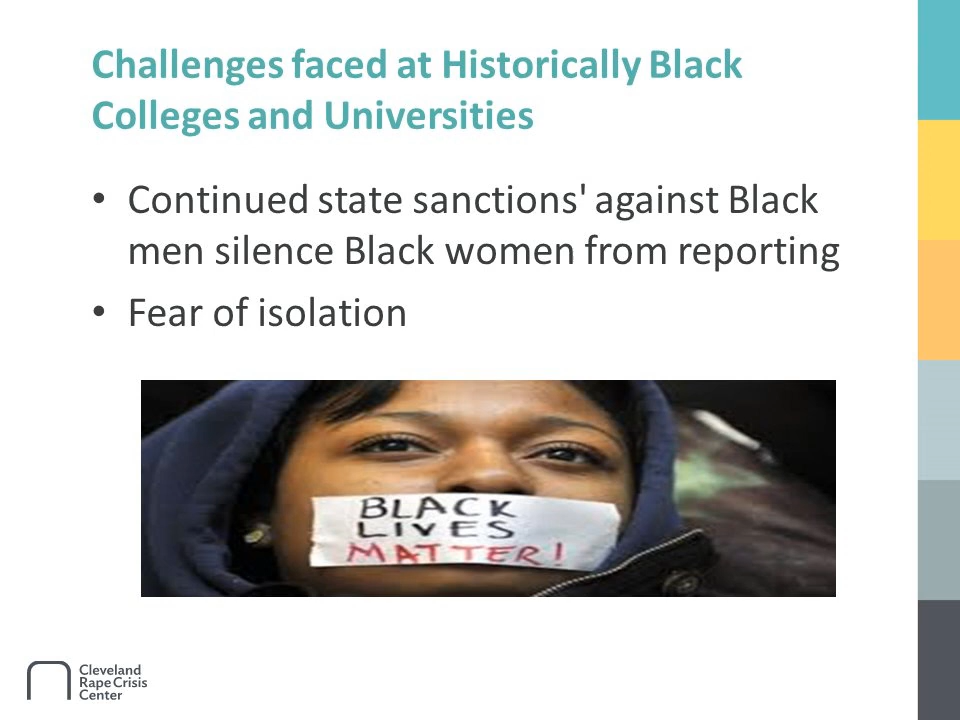 Challenges faced at Historically Black
Colleges and Universities
• Continued state sanctions' against Black
men silence Black women from reporting
• Fear of isolation
BLACK
LIVES
MATTER!
Cleveland
Rape Crisis
Center